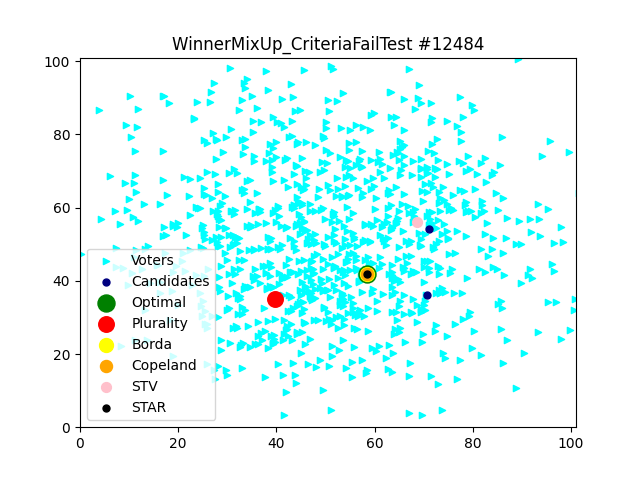 WinnerMixUp_CriteriaFailTest #12484
100
80
60
40
20
0
0 20 40 60 80 100
Voters
Candidates
Optimal
Plurality
Borda
Copeland
STV
STAR